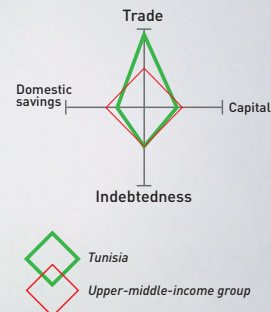 Trade
Domestic
savings
Capital
Indebtedness
Tunisia
Upper-middle-income group